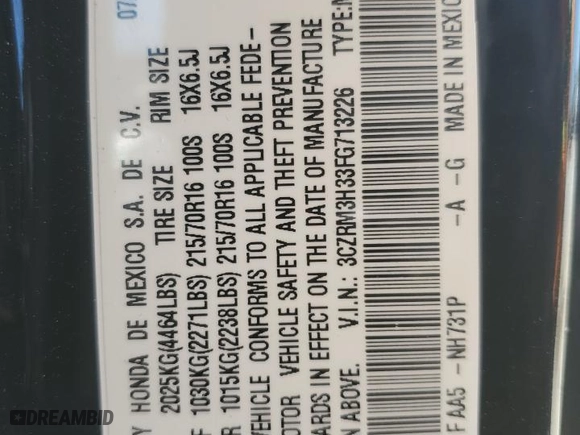 07
Y HONDA DE MEXICO S.A. DE C.V.
2025KG(4464LBS) TIRE SIZE RIM SIZE
F 1030KG(2271LBS) 215/70R16 100S 16X6.5J
R 1015KG(2238LBS) 215/70R16 100S 16X6.5J
VEHICLE CONFORMS TO ALL APPLICABLE FEDE-
OTOR VEHICLE SAFETY AND THEFT PREVENTION
ARDS IN EFFECT ON THE DATE OF MANUFACTURE
N ABOVE. V.I.N.: 3CZRM3H33FG713226 TYPE:M
F AA5 -NH731P -A -G MADE IN MEXICO
DREAMBID